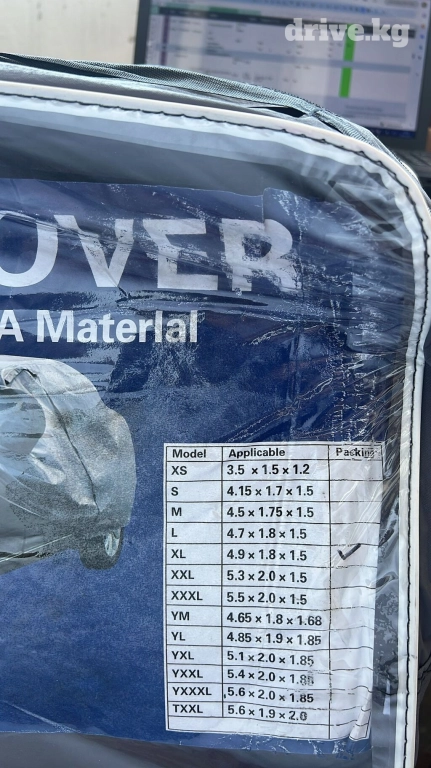 drive.kg
OVER
A Material
Model Applicable Packing
XS 3.5 × 1.5 × 1.2
S 4.15 × 1.7 × 1.5
M 4.5 × 1.75 × 1.5
L 4.7 × 1.8 × 1.5
XL 4.9 × 1.8 × 1.5
XXL 5.3 × 2.0 × 1.5
XXXL 5.5 × 2.0 × 1.5
YM 4.65 × 1.8 × 1.68
YL 4.85 × 1.9 × 1.85
YXL 5.1 × 2.0 × 1.85
YXXL 5.4 × 2.0 × 1.85
YXXXL 5.6 × 2.0 × 1.85
TXXL 5.6 × 1.9 × 2.0